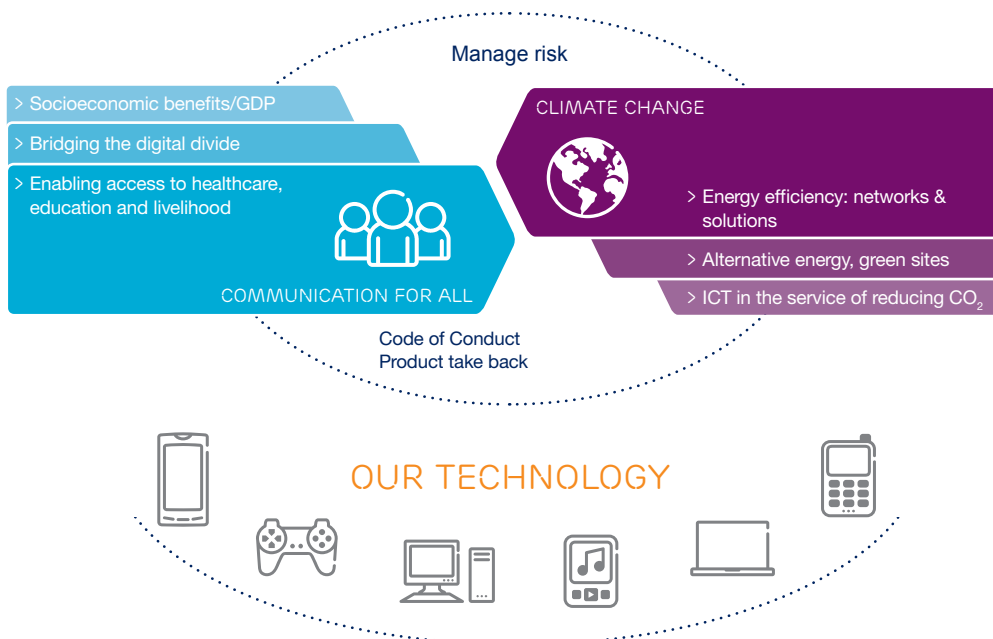 Manage risk
> Socioeconomic benefits/GDP
> Bridging the digital divide
> Enabling access to healthcare,
education and livelihood
COMMUNICATION FOR ALL
CLIMATE CHANGE
> Energy efficiency: networks &
solutions
> Alternative energy, green sites
> ICT in the service of reducing CO₂
Code of Conduct
Product take back
OUR TECHNOLOGY